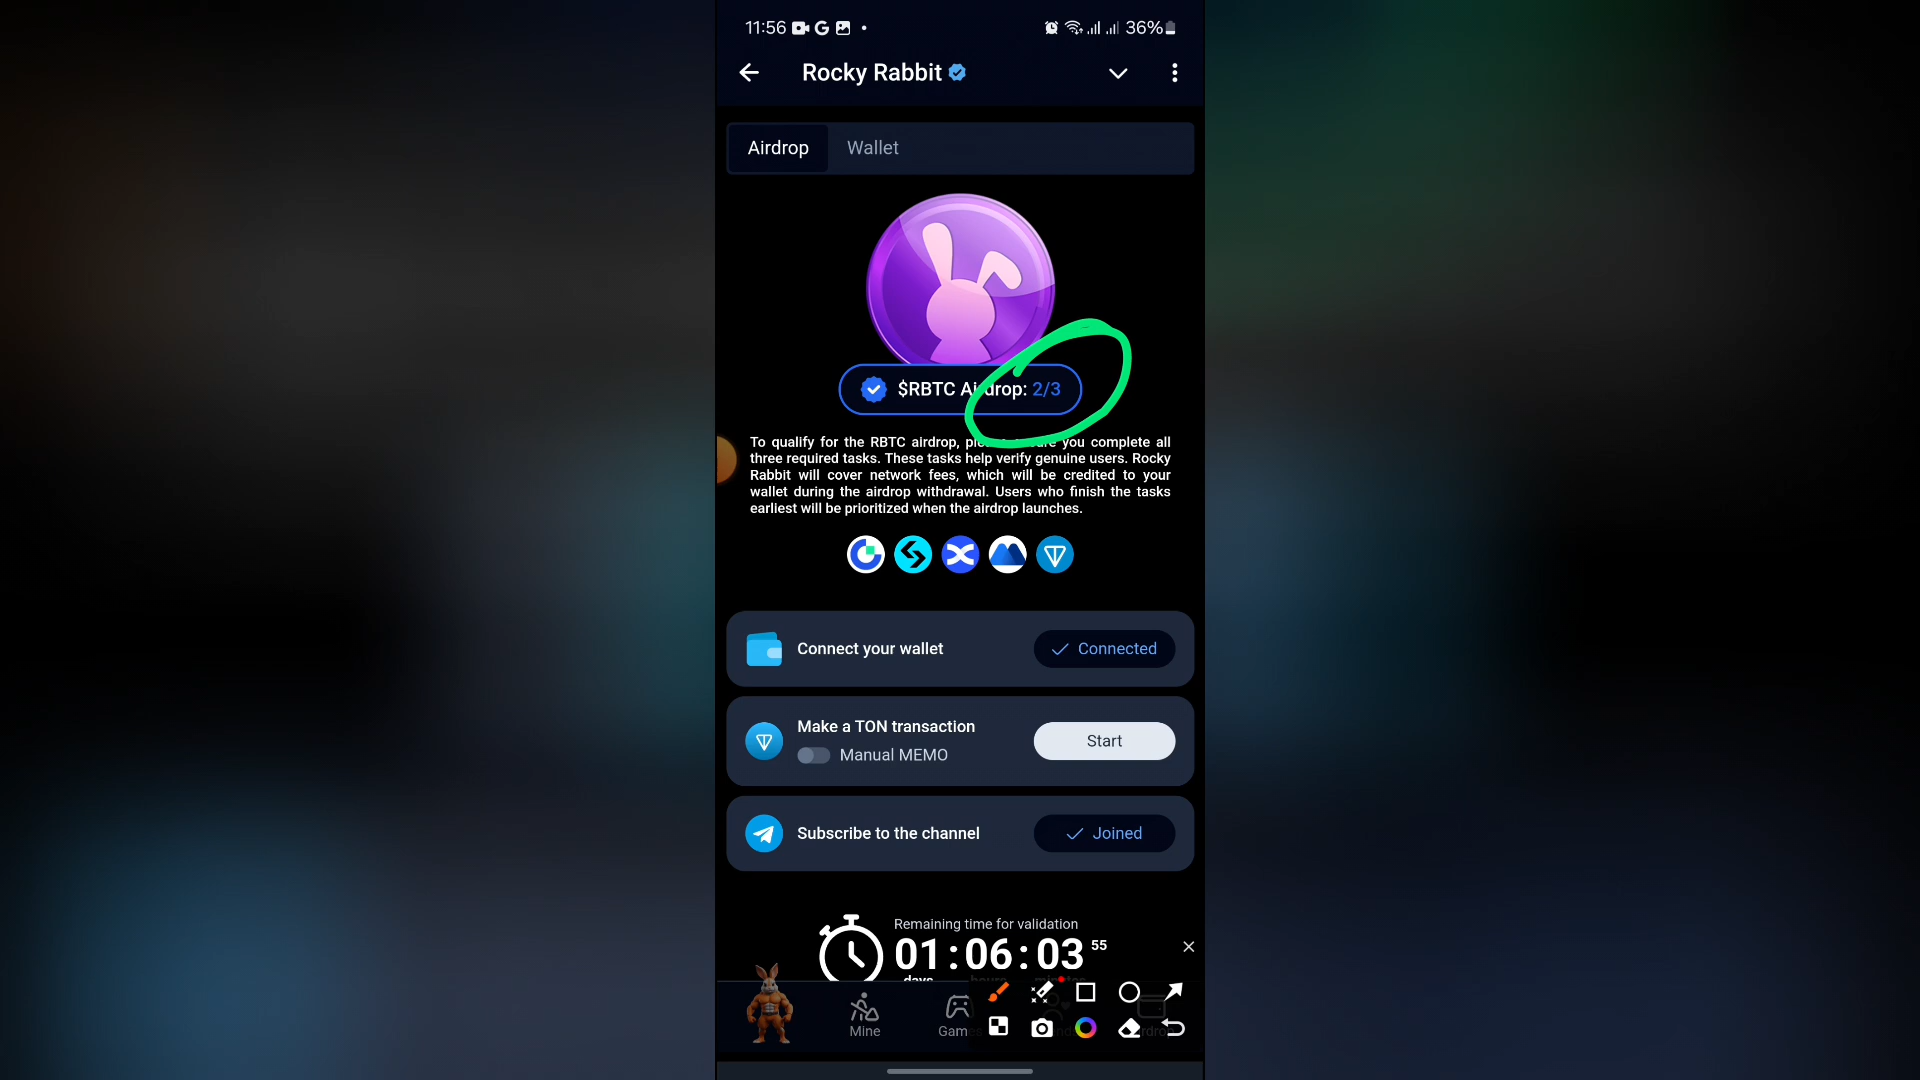 11:56
36%
Rocky Rabbit
Airdrop Wallet
$RBTC Airdrop: 2/3
To qualify for the RBTC airdrop, you complete all
three required tasks. These tasks help verify genuine users. Rocky
Rabbit will cover network fees, which will be credited to your
wallet during the airdrop withdrawal. Users who finish the tasks
earliest will be prioritized when the airdrop launches.
Connect your wallet
Connected
Make a TON transaction
Manual MEMO
Start
Subscribe to the channel
Joined
Remaining time for validation
01:06:03 55
days
Mine
Gam